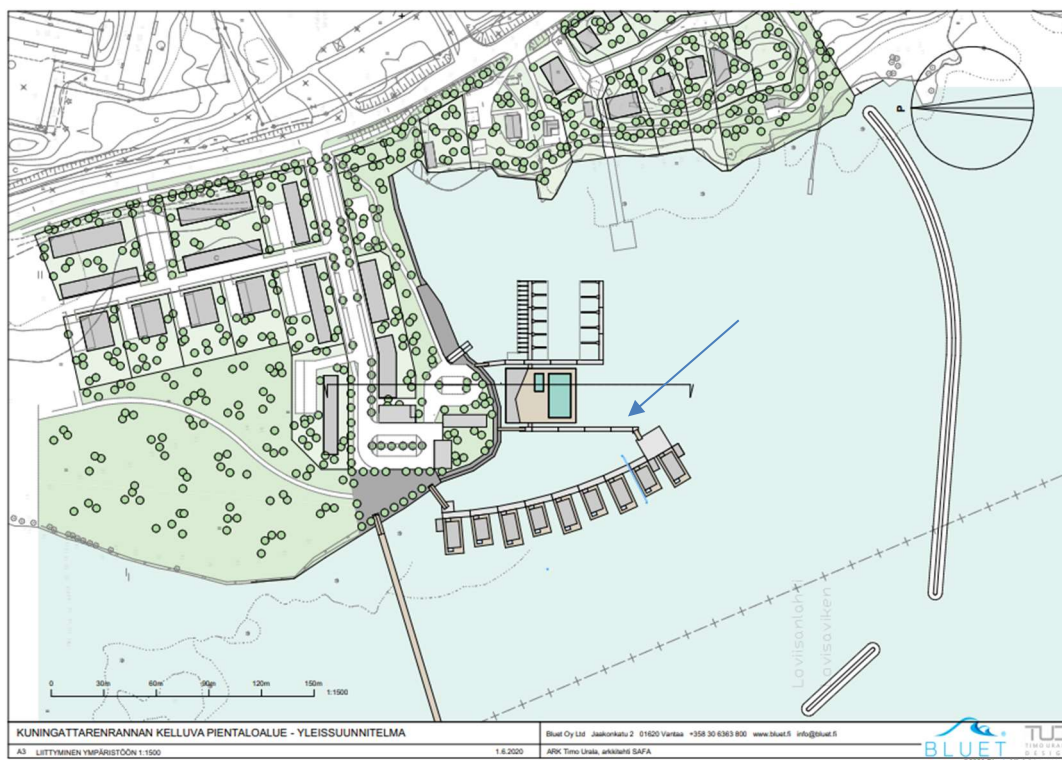 P
Loviisanlahti
Lovisaviken
0 30m 60m 90m 120m 150m
1:1500
KUNINGATTARENRANNAN KELLUVA PIENTALOALUE - YLEISSUUNNITELMA
A3 LIITTYMINEN YMPÄRISTÖÖN 1:1500 1.6.2020
Bluet Oy Ltd Jaakonkatu 2 01620 Vantaa +358 30 6363 800 www.bluet.fi info@bluet.fi
ARK Timo Urala, arkkitehti SAFA
BLUET